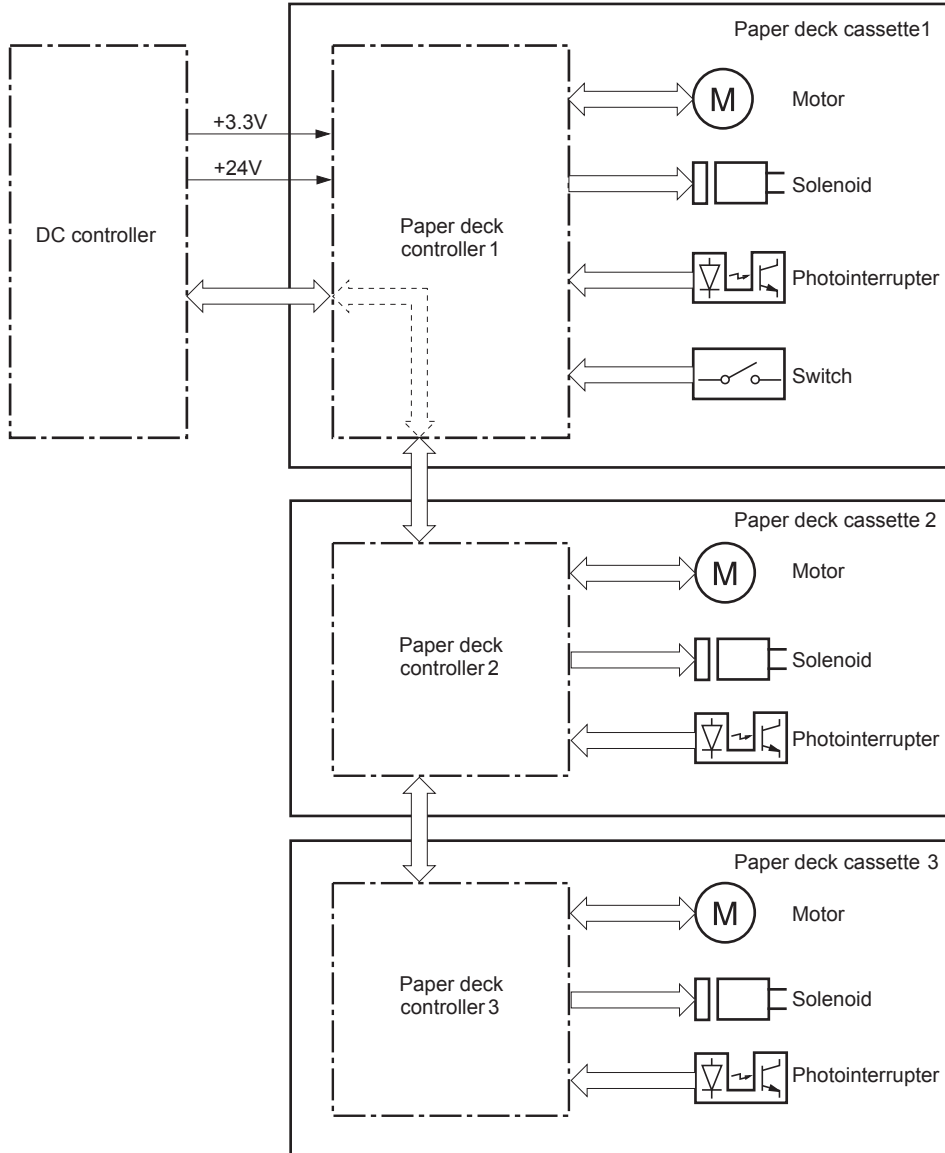 Paper deck cassette1
DC controller
+3.3V
+24V
Paper deck
controller 1
M
Motor
Solenoid
Photointerrupter
Switch
Paper deck cassette 2
Paper deck
controller 2
M
Motor
Solenoid
Photointerrupter
Paper deck cassette 3
Paper deck
controller 3
M
Motor
Solenoid
Photointerrupter